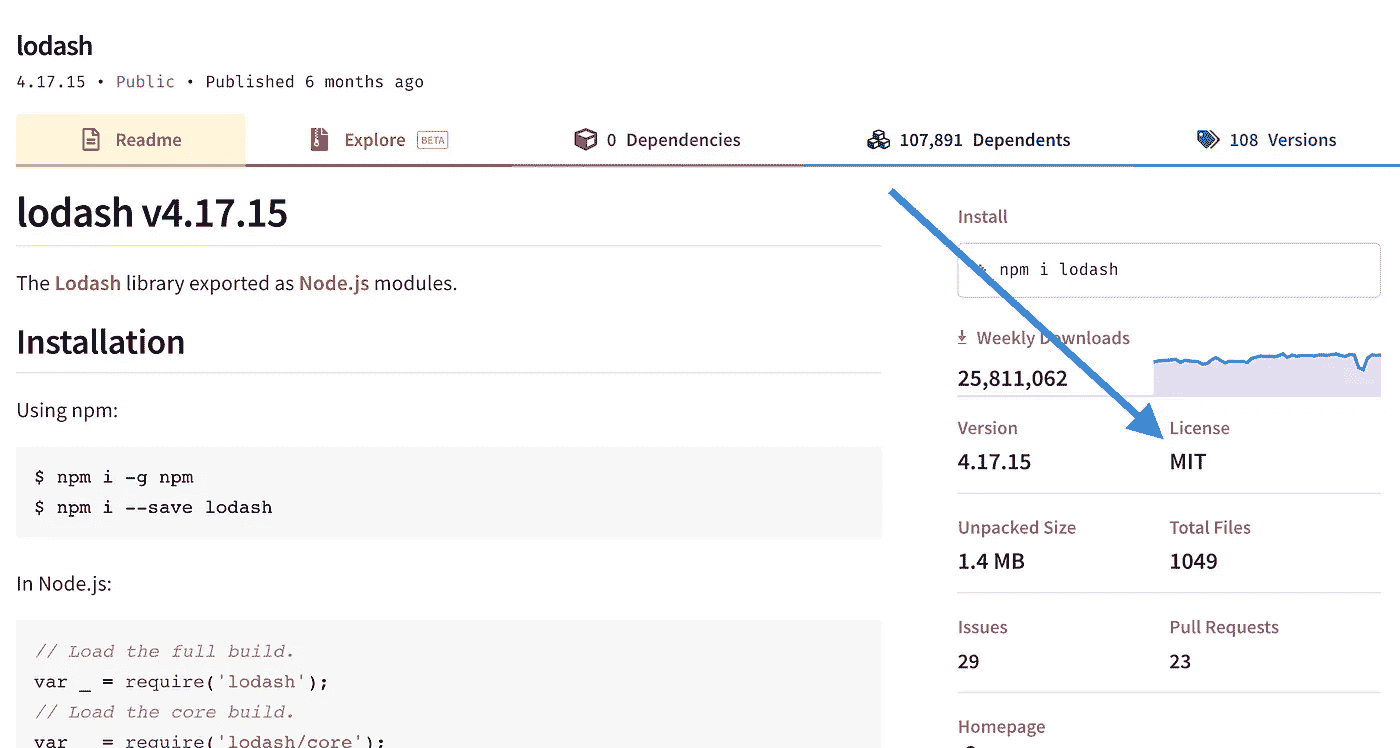 lodash
4.17.15 • Public • Published 6 months ago
Readme
Explore BETA
0 Dependencies
107,891 Dependents
108 Versions
lodash v4.17.15
The Lodash library exported as Node.js modules.
Installation
Using npm:
$ npm i -g npm
$ npm i --save lodash
In Node.js:
// Load the full build.
var _ = require('lodash');
// Load the core build.
var _ = require('lodash/core');
Install
npm i lodash
Weekly Downloads
25,811,062
Version
4.17.15
License
MIT
Unpacked Size
1.4 MB
Total Files
1049
Issues
29
Pull Requests
23
Homepage